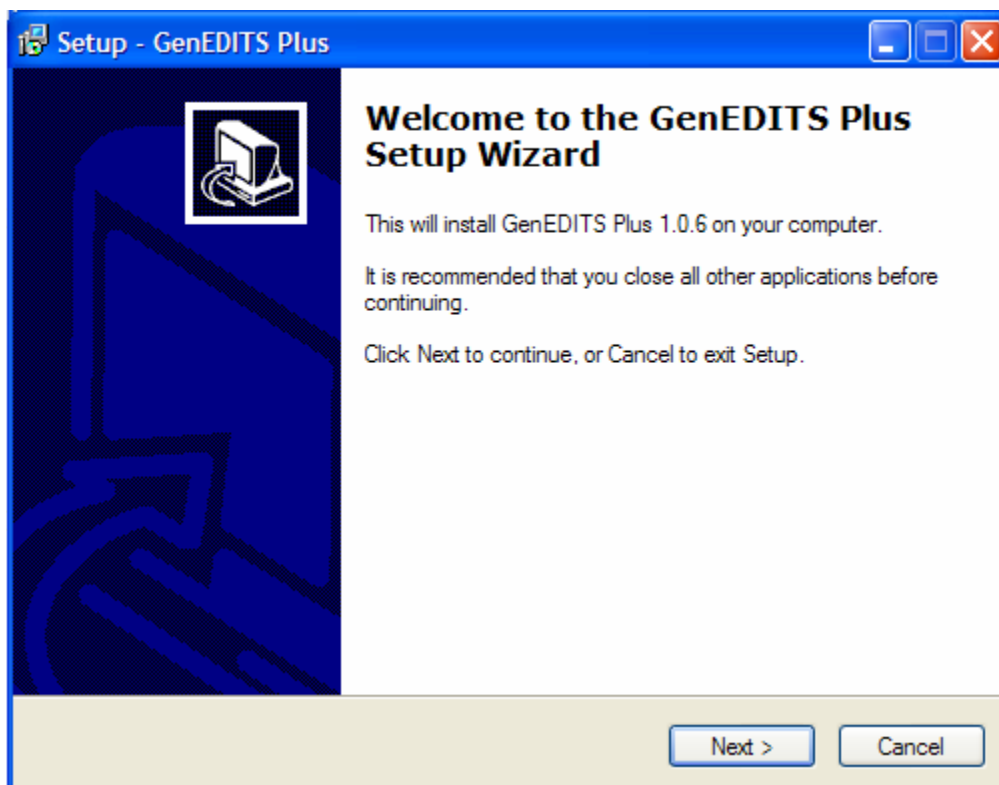 Setup - GenEDITS Plus
Welcome to the GenEDITS Plus
Setup Wizard
This will install GenEDITS Plus 1.0.6 on your computer.
It is recommended that you close all other applications before
continuing.
Click Next to continue, or Cancel to exit Setup.
Next >
Cancel